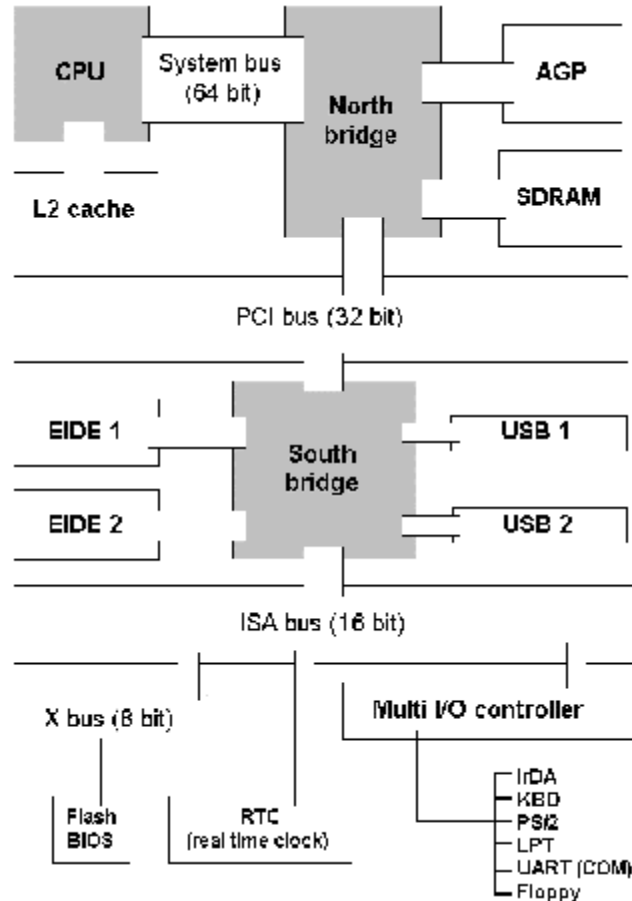 CPU
System bus
(64 bit)
North
bridge
AGP
L2 cache
SDRAM
PCI bus (32 bit)
EIDE 1
South
bridge
USB 1
EIDE 2
USB 2
ISA bus (16 bit)
X bus (8 bit)
Multi I/O controller
Flash
BIOS
RTC
(real time clock)
IrDA
KBD
PS/2
LPT
UART (COM)
Floppy